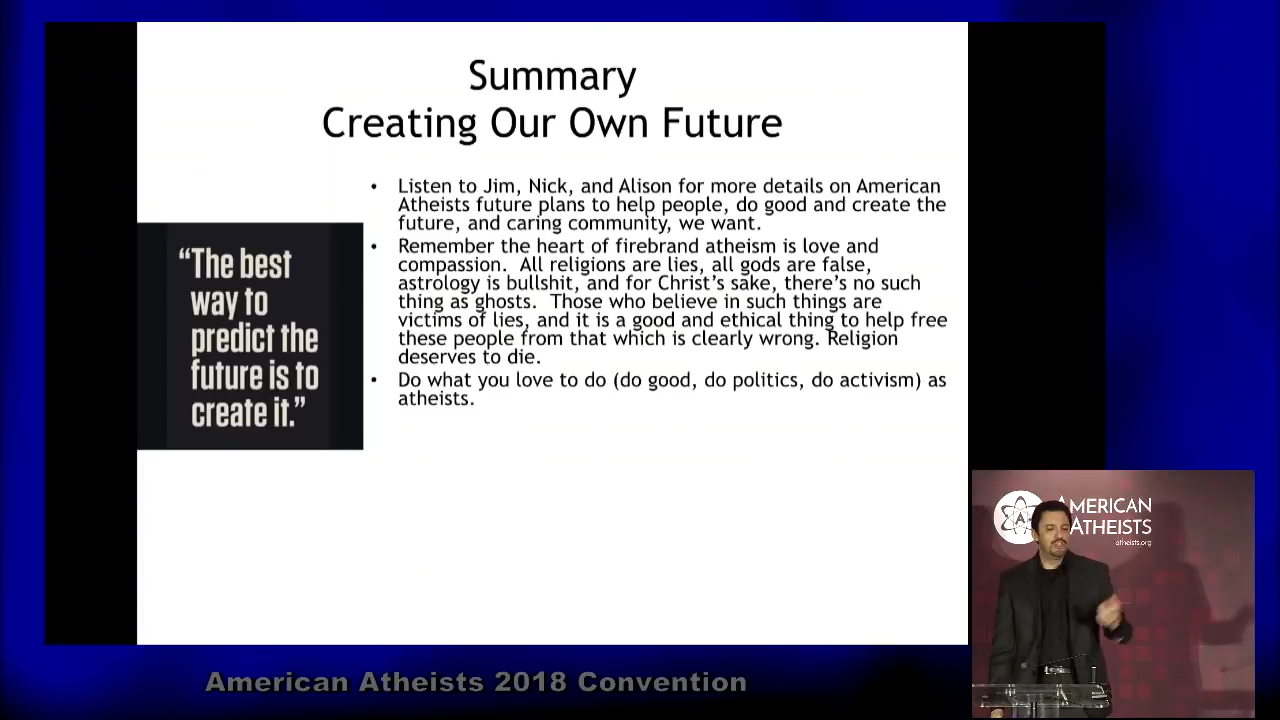 Summary
Creating Our Own Future
• Listen to Jim, Nick, and Alison for more details on American
Atheists future plans to help people, do good and create the
future, and caring community, we want.
• Remember the heart of firebrand atheism is love and
compassion.  All religions are lies, all gods are false,
astrology is bullshit, and for Christ's sake, there's no such
thing as ghosts.  Those who believe in such things are
victims of lies, and it is a good and ethical thing to help free
these people from that which is clearly wrong. Religion
deserves to die.
• Do what you love to do (do good, do politics, do activism) as
atheists.
“The best
way to
predict the
future is to
create it.”
AMERICAN
ATHEISTS
atheists.org
American Atheists 2018 Convention